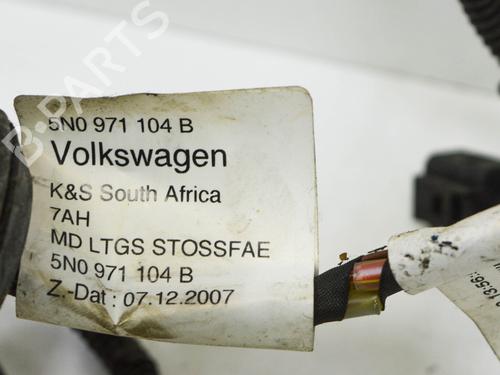 B-PARTS
5N0 971 104 B
Volkswagen
K&S South Africa
7AH
MD LTGS STOSSFAE
5N0 971 104 B
Z.-Dat : 07.12.2007